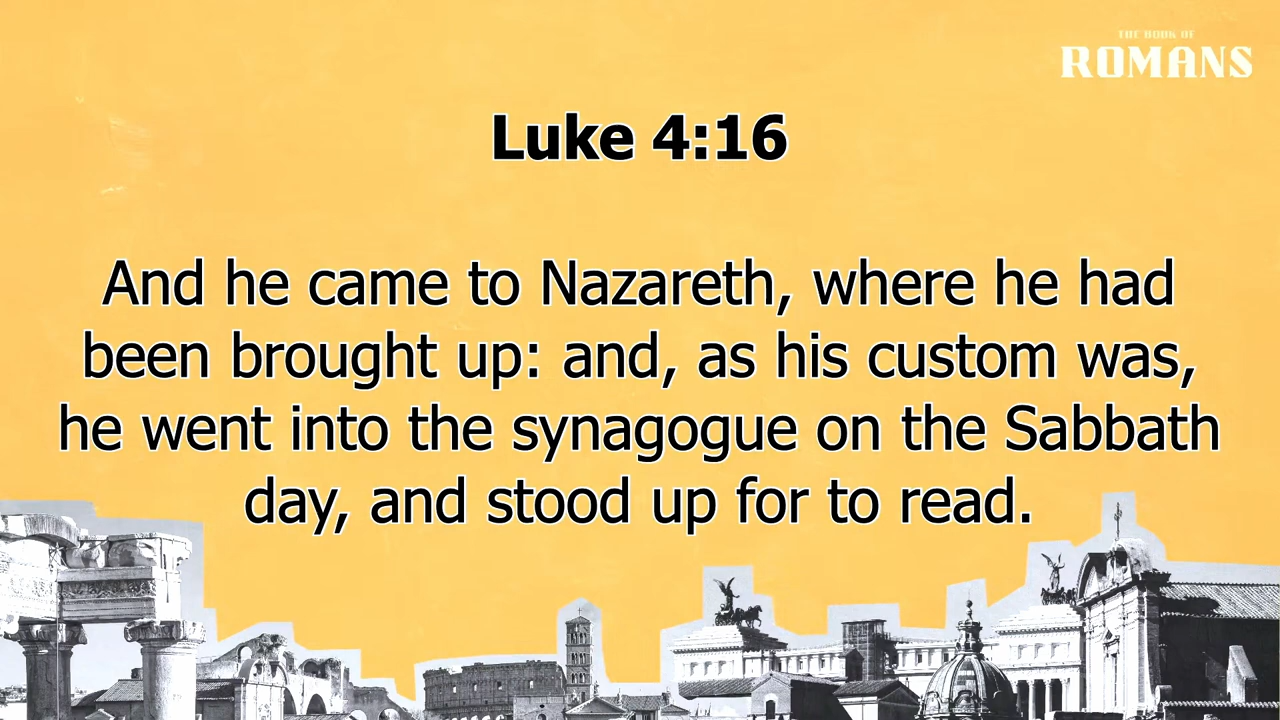 THE BOOK OF
ROMANS
Luke 4:16
And he came to Nazareth, where he had
been brought up: and, as his custom was,
he went into the synagogue on the Sabbath
day, and stood up for to read.